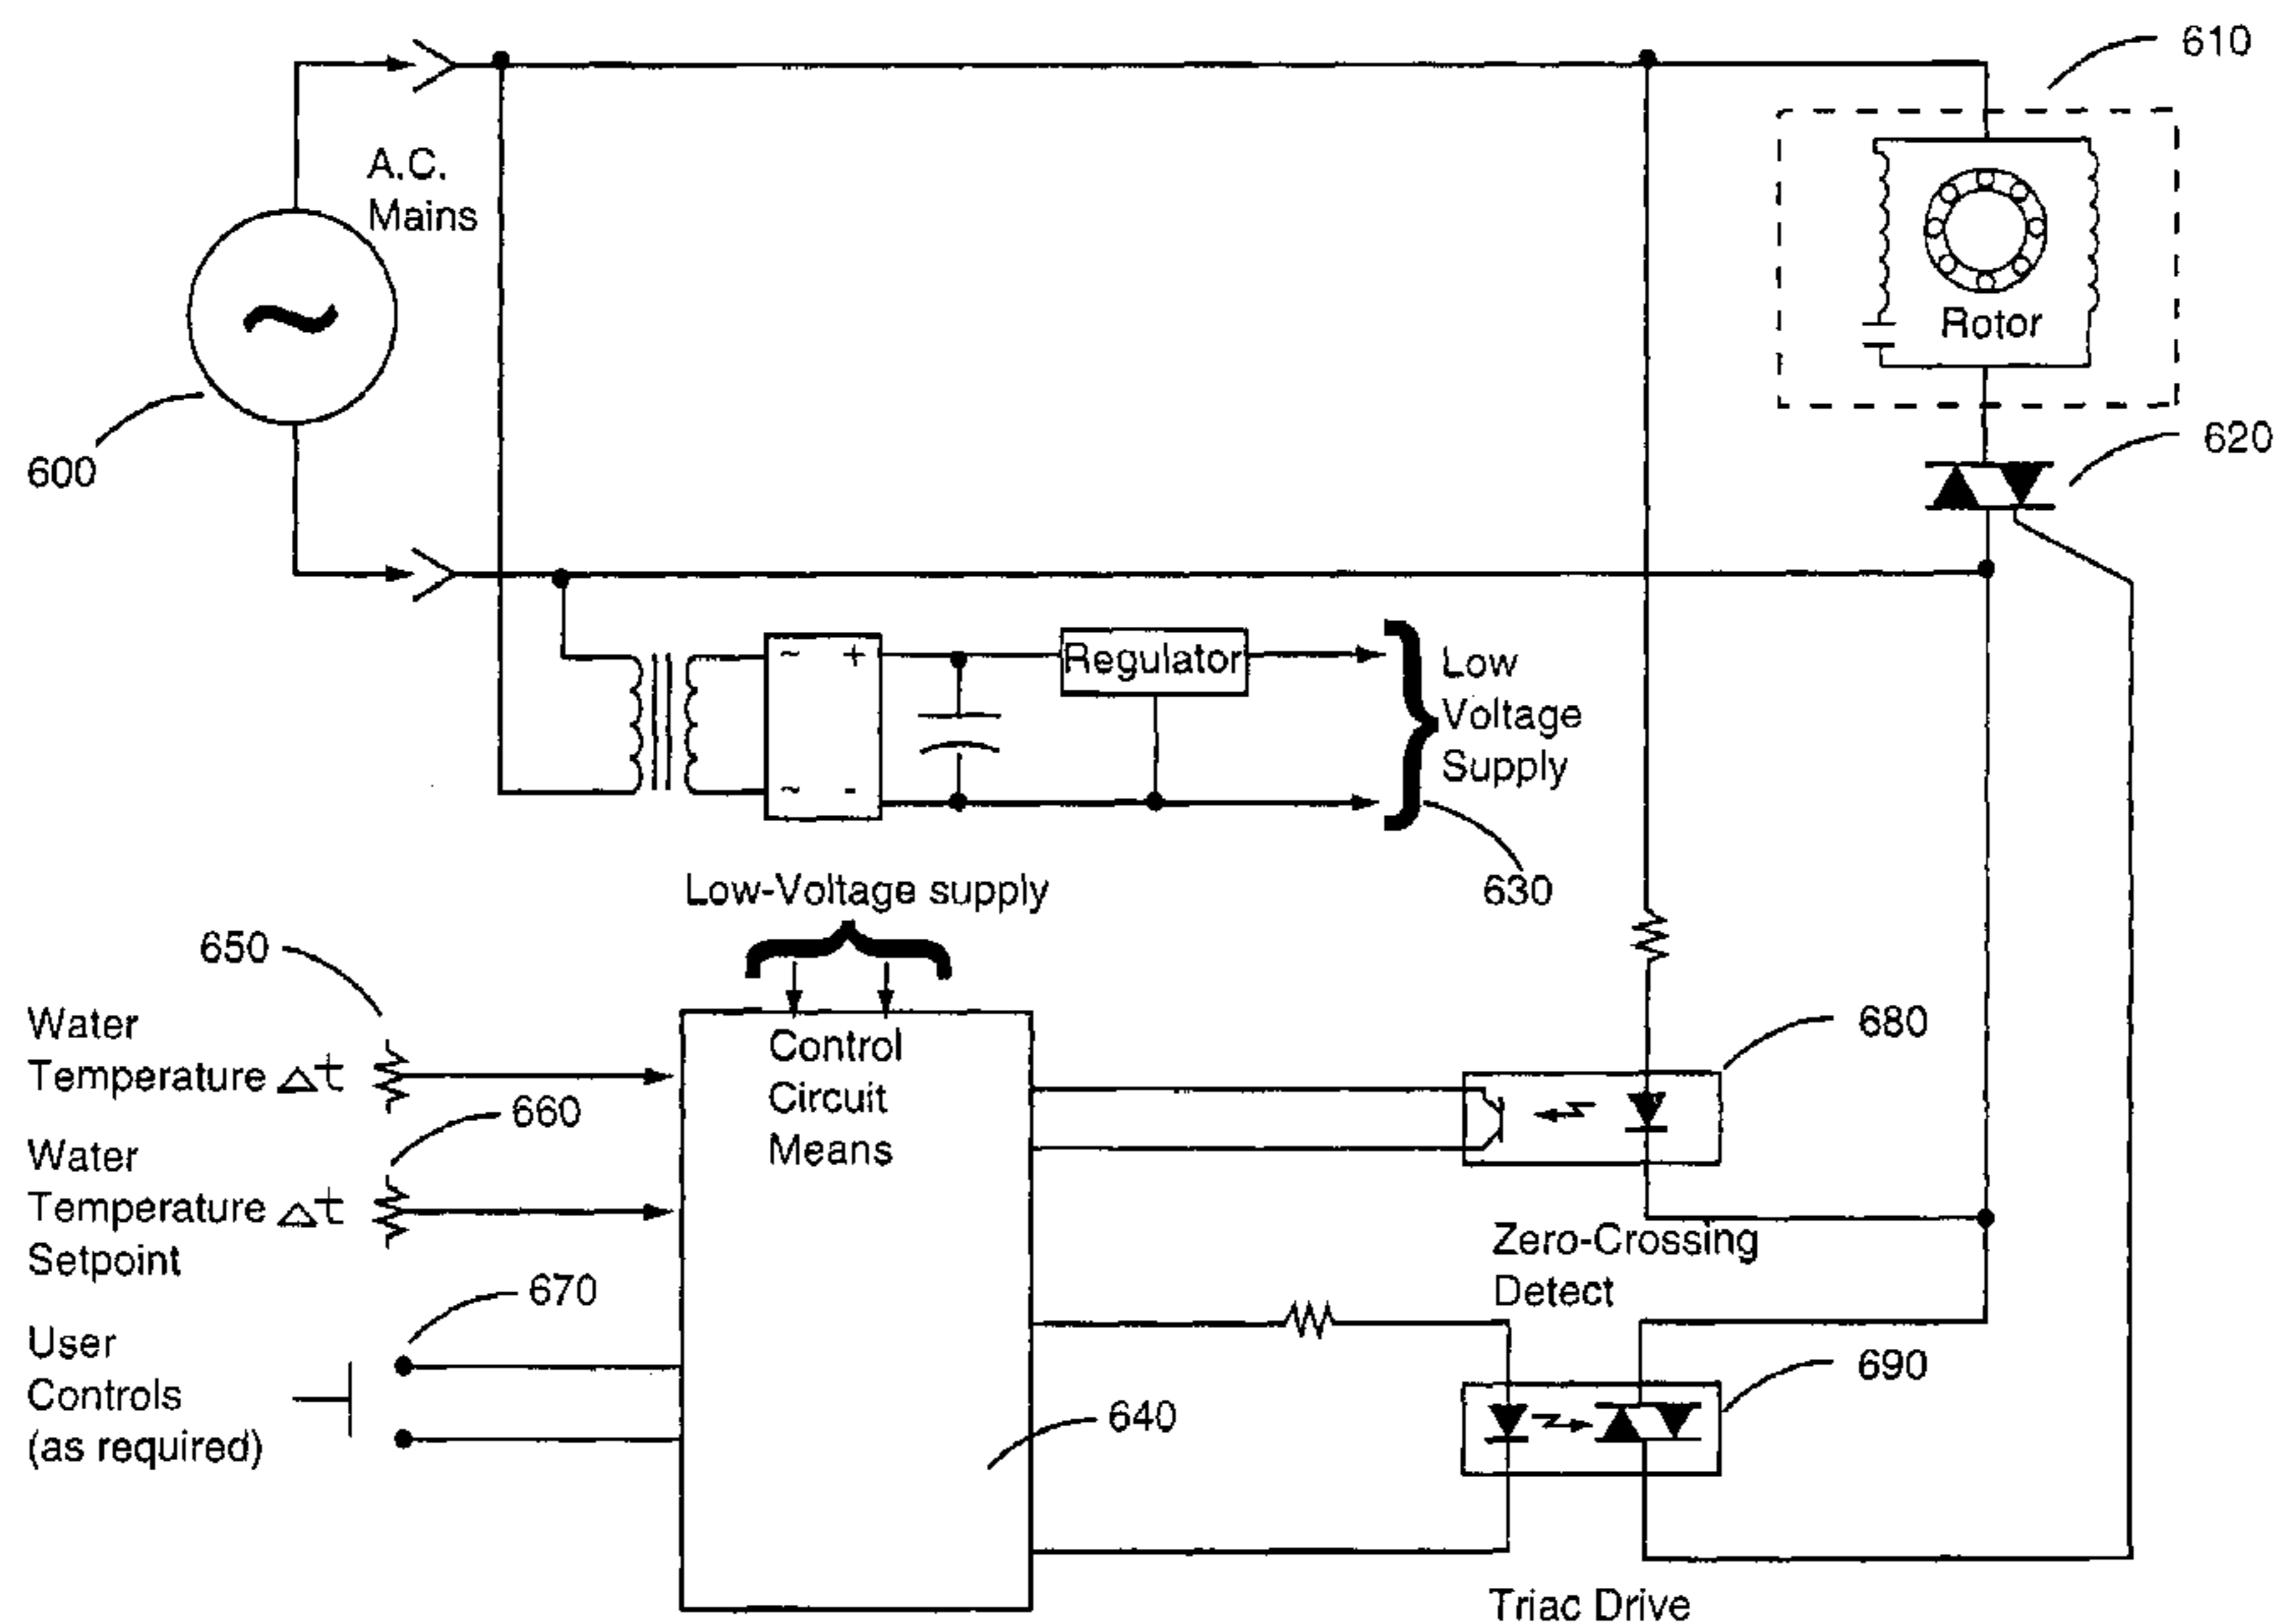 610
A.C.
Mains
Rotor
600
620
~ +
Regulator
~ -
Low
Voltage
Supply
630
Low-Voltage supply
650
Water
Temperature Δt
660
Water
Temperature Δt
Setpoint
670
User
Controls
(as required)
Control
Circuit
Means
640
680
Zero-Crossing
Detect
690
Triac Drive